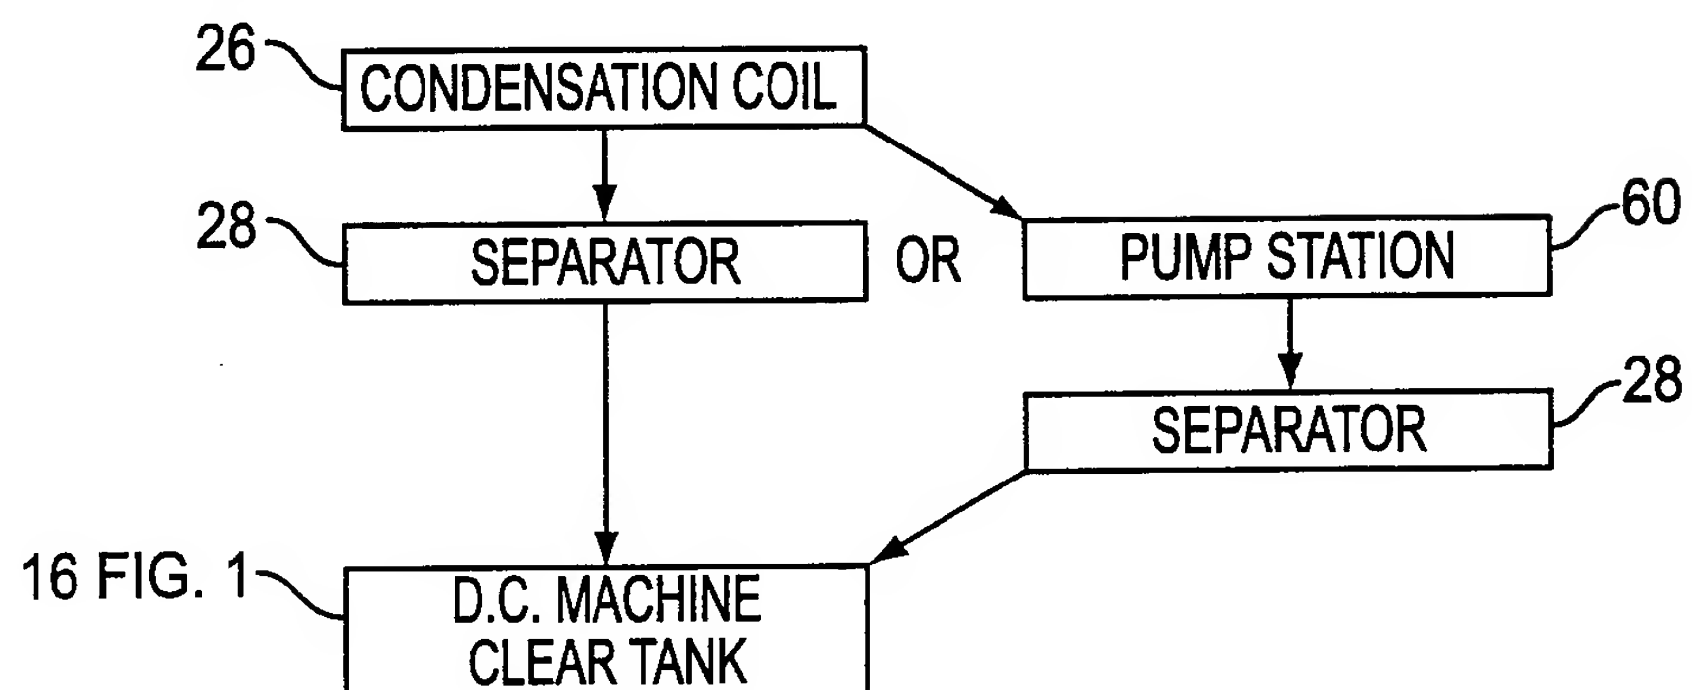 26
CONDENSATION COIL
28
SEPARATOR
OR
PUMP STATION
60
SEPARATOR
28
16 FIG. 1
D.C. MACHINE
CLEAR TANK